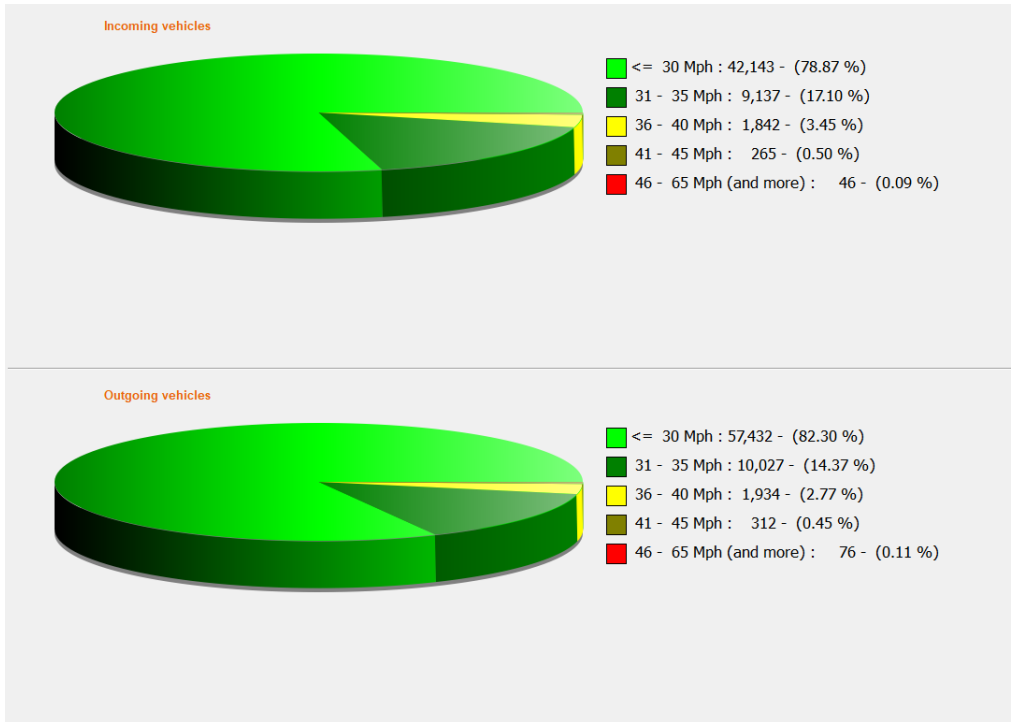 Incoming vehicles
<= 30 Mph : 42,143 - (78.87 %)
31 - 35 Mph : 9,137 - (17.10 %)
36 - 40 Mph : 1,842 - (3.45 %)
41 - 45 Mph : 265 - (0.50 %)
46 - 65 Mph (and more) : 46 - (0.09 %)
Outgoing vehicles
<= 30 Mph : 57,432 - (82.30 %)
31 - 35 Mph : 10,027 - (14.37 %)
36 - 40 Mph : 1,934 - (2.77 %)
41 - 45 Mph : 312 - (0.45 %)
46 - 65 Mph (and more) : 76 - (0.11 %)